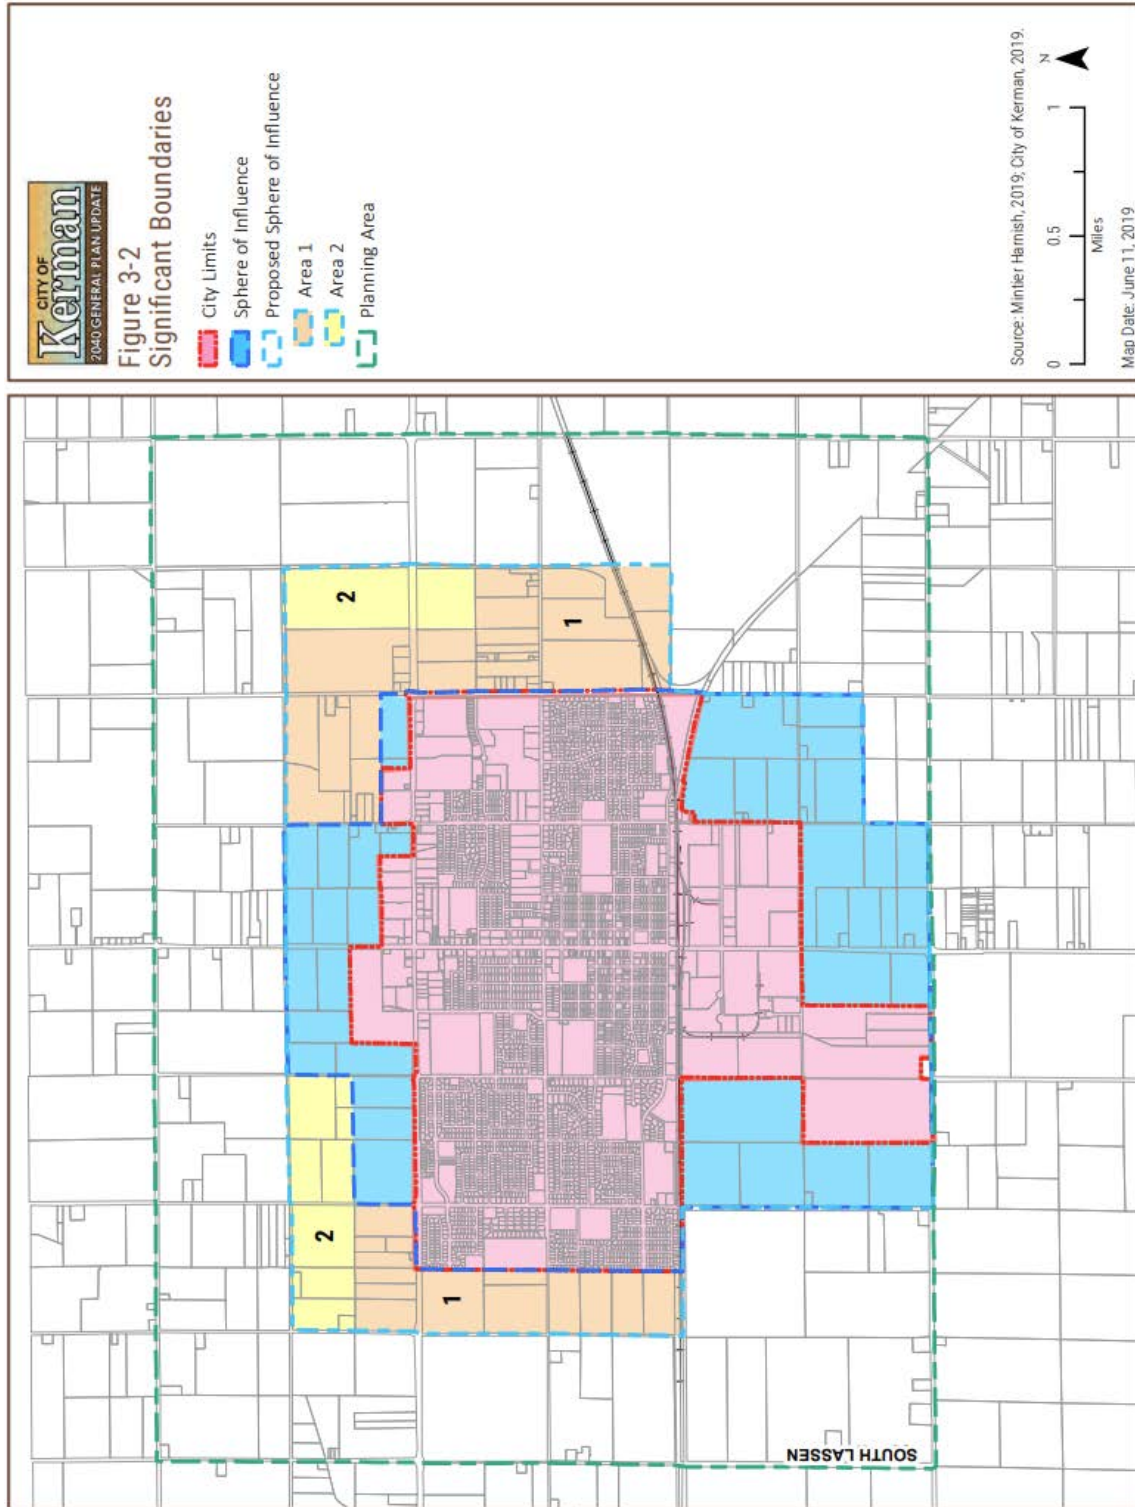 CITY OF
Kerman
2040 GENERAL PLAN UPDATE
Figure 3-2
Significant Boundaries
City Limits
Sphere of Influence
Proposed Sphere of Influence
Area 1
Area 2
Planning Area
Source: Mintier Harnish, 2019; City of Kerman, 2019.
N
0 0.5 1
Miles
Map Date: June 11, 2019
2
1
2
1
SOUTH LASSEN